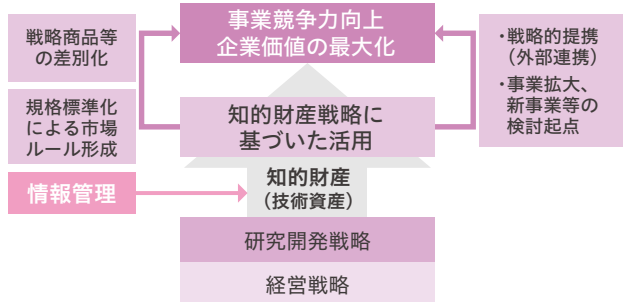 事業競争力向上
企業価値の最大化
戦略商品等
の差別化
規格標準化
による市場
ルール形成
・戦略的提携
（外部連携）
・事業拡大、
新事業等の
検討起点
知的財産戦略に
基づいた活用
情報管理
知的財産
（技術資産）
研究開発戦略
経営戦略